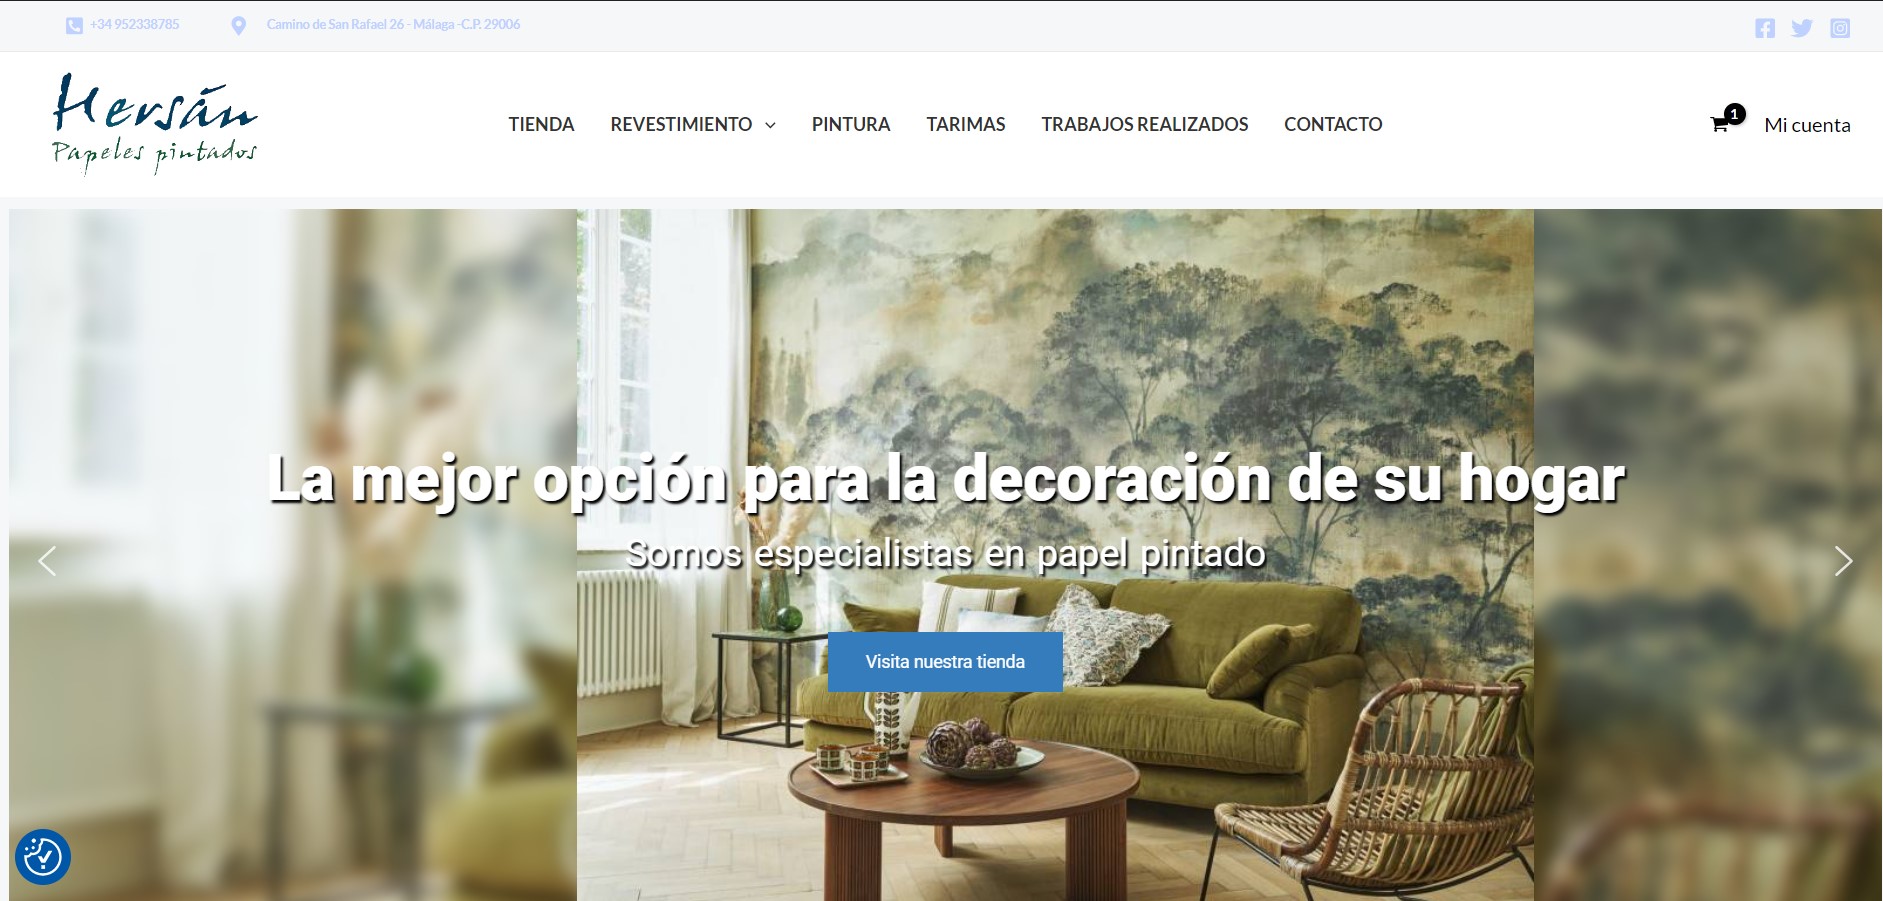 +34 952338785
Camino de San Rafael 26 - Málaga -C.P. 29006
Hersán
Papeles pintados
TIENDA REVESTIMIENTO PINTURA TARIMAS TRABAJOS REALIZADOS CONTACTO
1
Mi cuenta
La mejor opción para la decoración de su hogar
Somos especialistas en papel pintado
Visita nuestra tienda